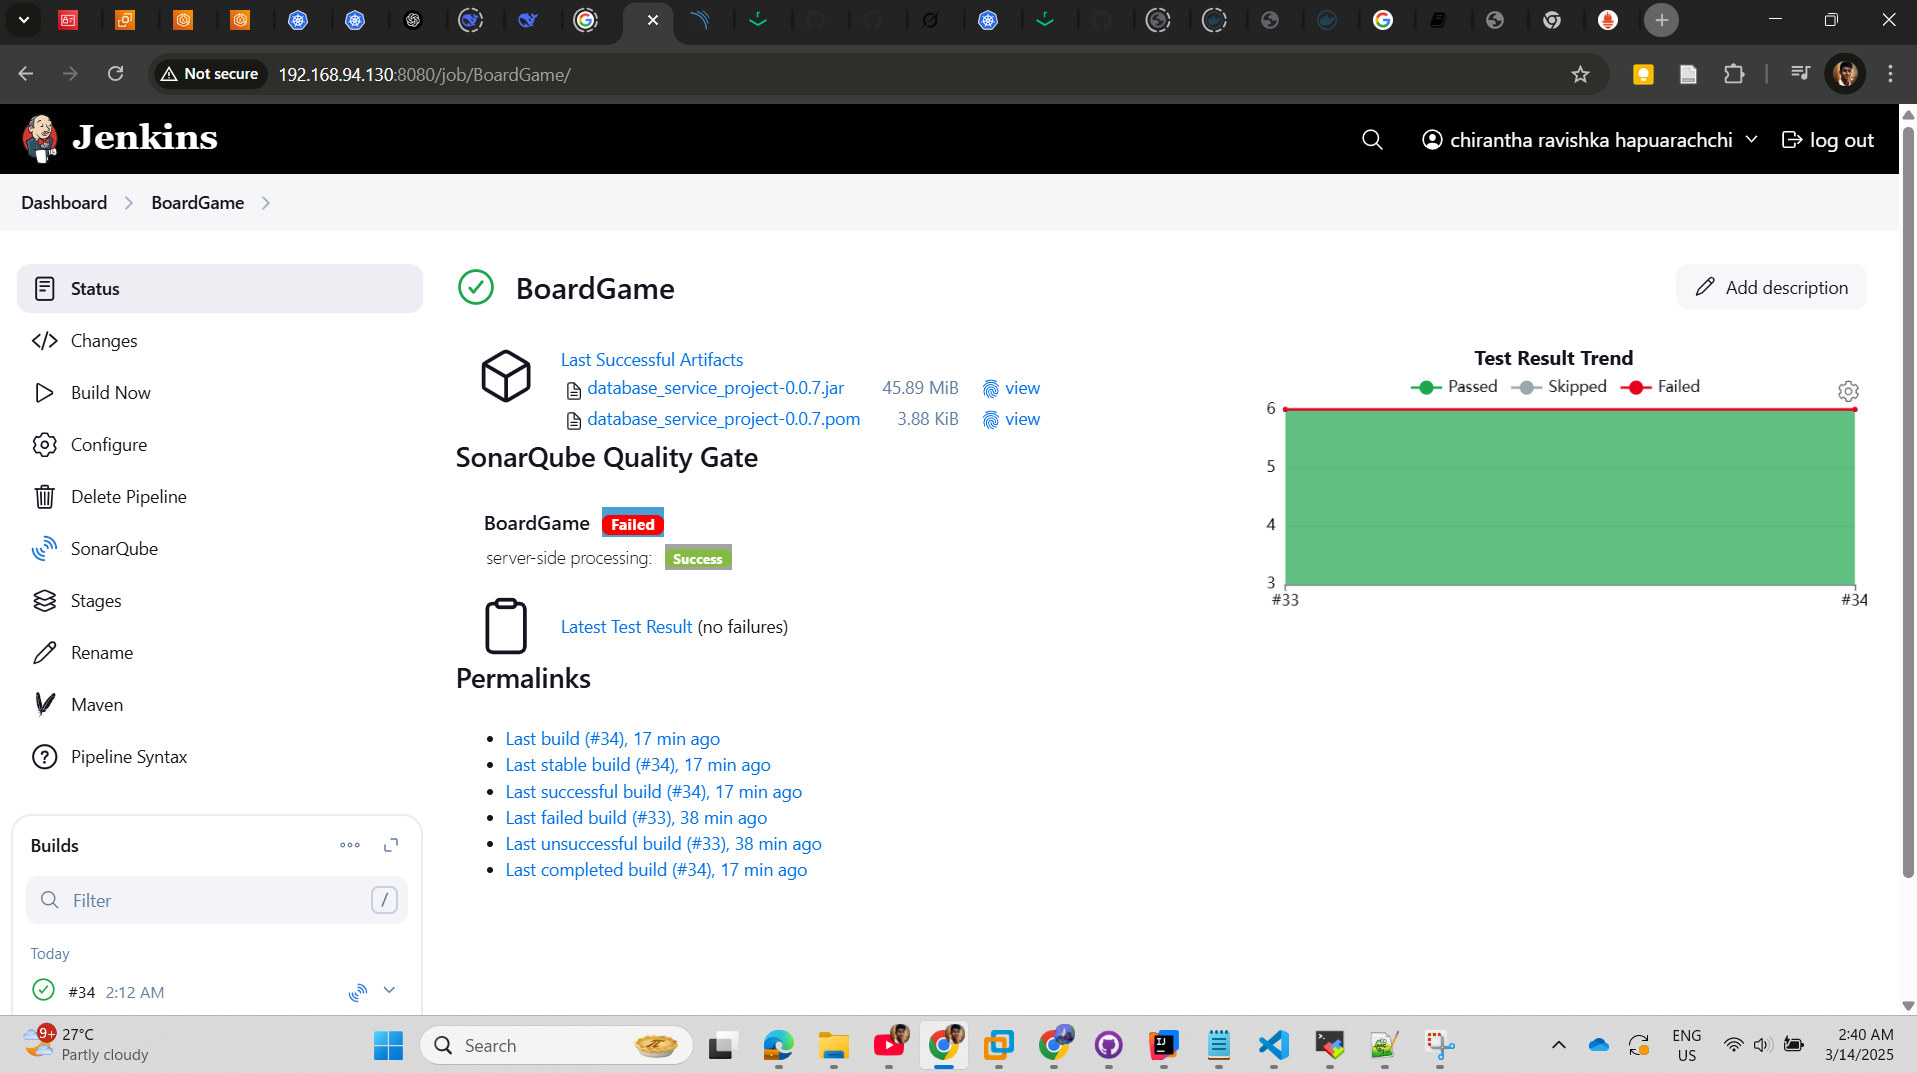 Not secure
192.168.94.130:8080/job/BoardGame/
Jenkins
chirantha ravishka hapuarachchi
log out
Dashboard
BoardGame
Status
Changes
Build Now
Configure
Delete Pipeline
SonarQube
Stages
Rename
Maven
Pipeline Syntax
Builds
Filter
/
Today
#34 2:12 AM
BoardGame
Add description
Last Successful Artifacts
database_service_project-0.0.7.jar 45.89 MiB view
database_service_project-0.0.7.pom 3.88 KiB view
SonarQube Quality Gate
BoardGame Failed
server-side processing: Success
Latest Test Result (no failures)
Permalinks
Last build (#34), 17 min ago
Last stable build (#34), 17 min ago
Last successful build (#34), 17 min ago
Last failed build (#33), 38 min ago
Last unsuccessful build (#33), 38 min ago
Last completed build (#34), 17 min ago
Test Result Trend
Passed Skipped Failed
6
5
4
3
#33 #34
9+
27°C
Partly cloudy
Search
ENG
US
2:40 AM
3/14/2025